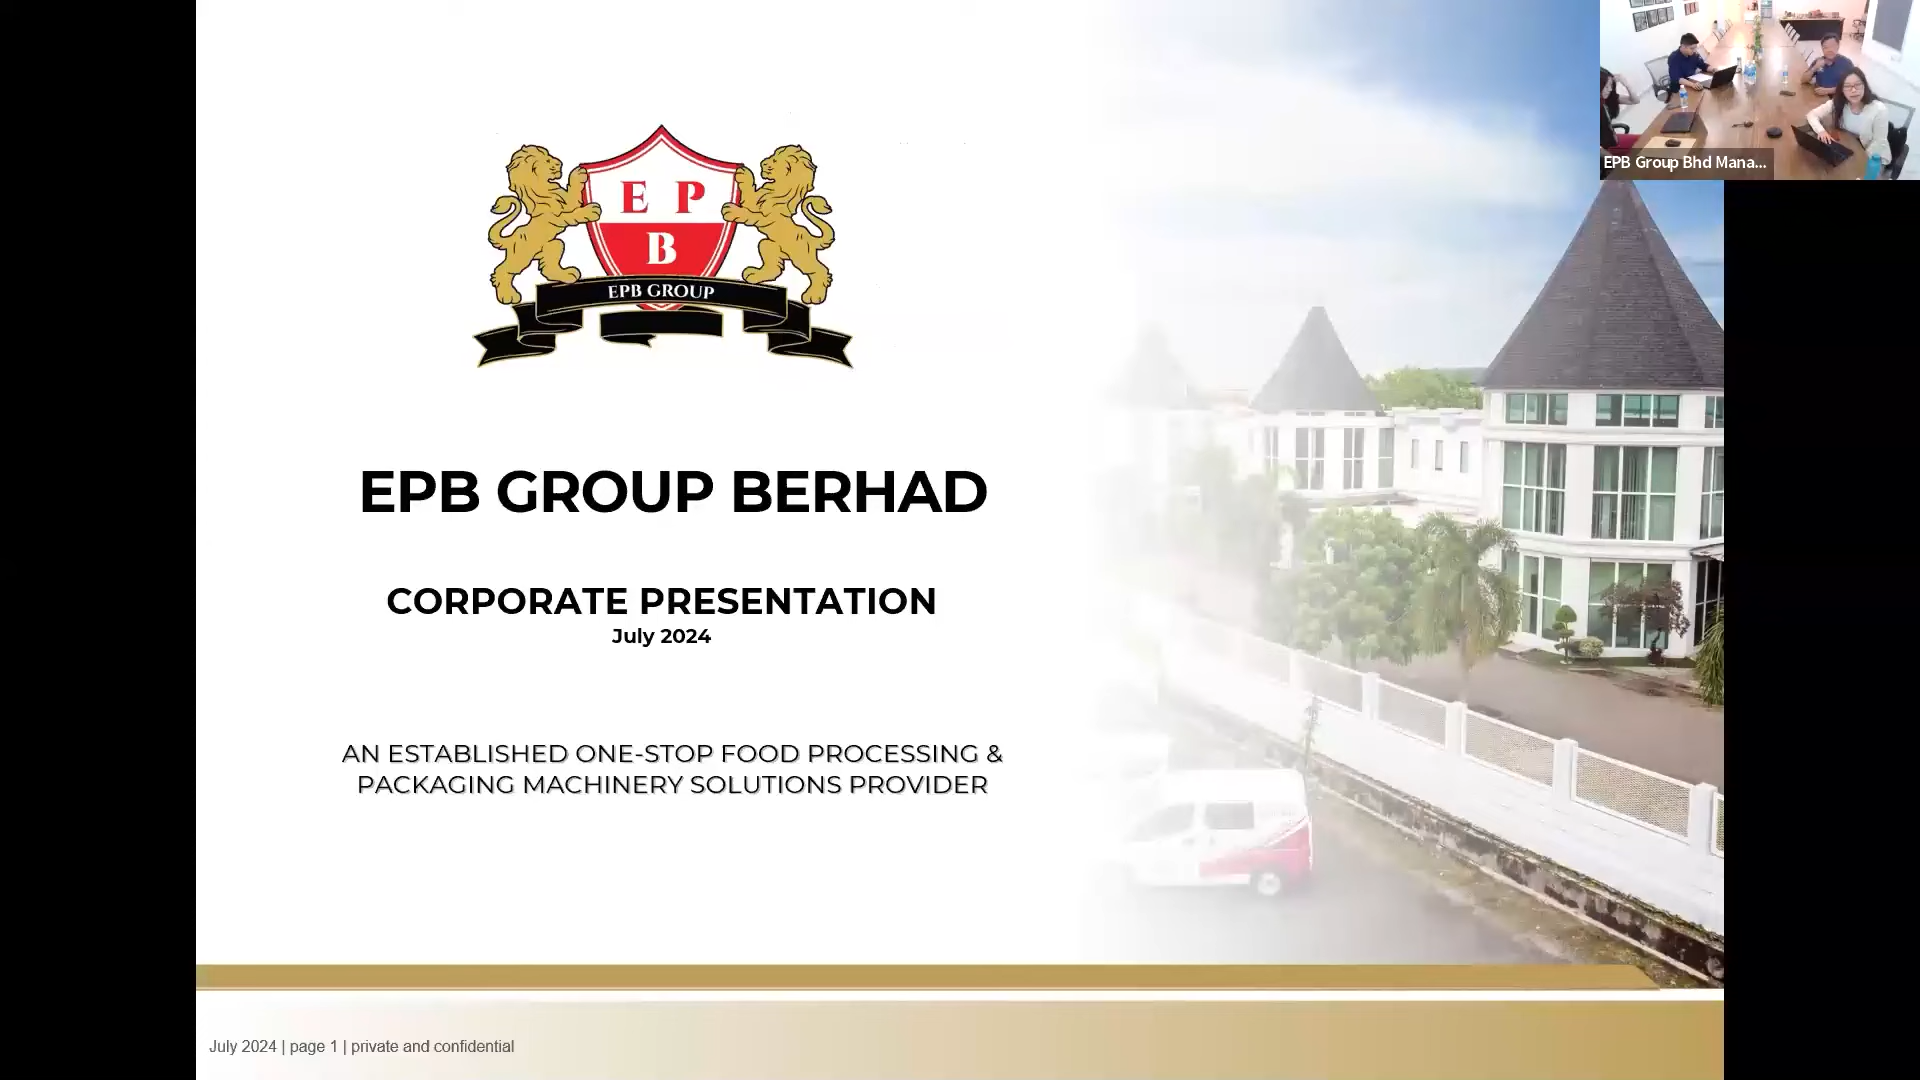 EPB Group Bhd Mana...
E P
B
EPB GROUP
EPB GROUP BERHAD
CORPORATE PRESENTATION
July 2024
AN ESTABLISHED ONE-STOP FOOD PROCESSING &
PACKAGING MACHINERY SOLUTIONS PROVIDER
July 2024 | page 1 | private and confidential